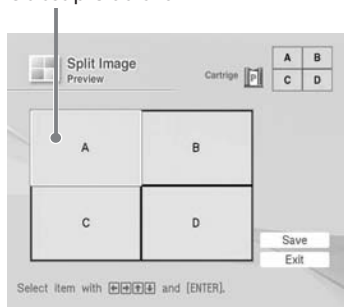 Split Image
Preview
Cartrige P
A B
C D
A B
C D
Save
Exit
Select item with ←→↑↓ and [ENTER].